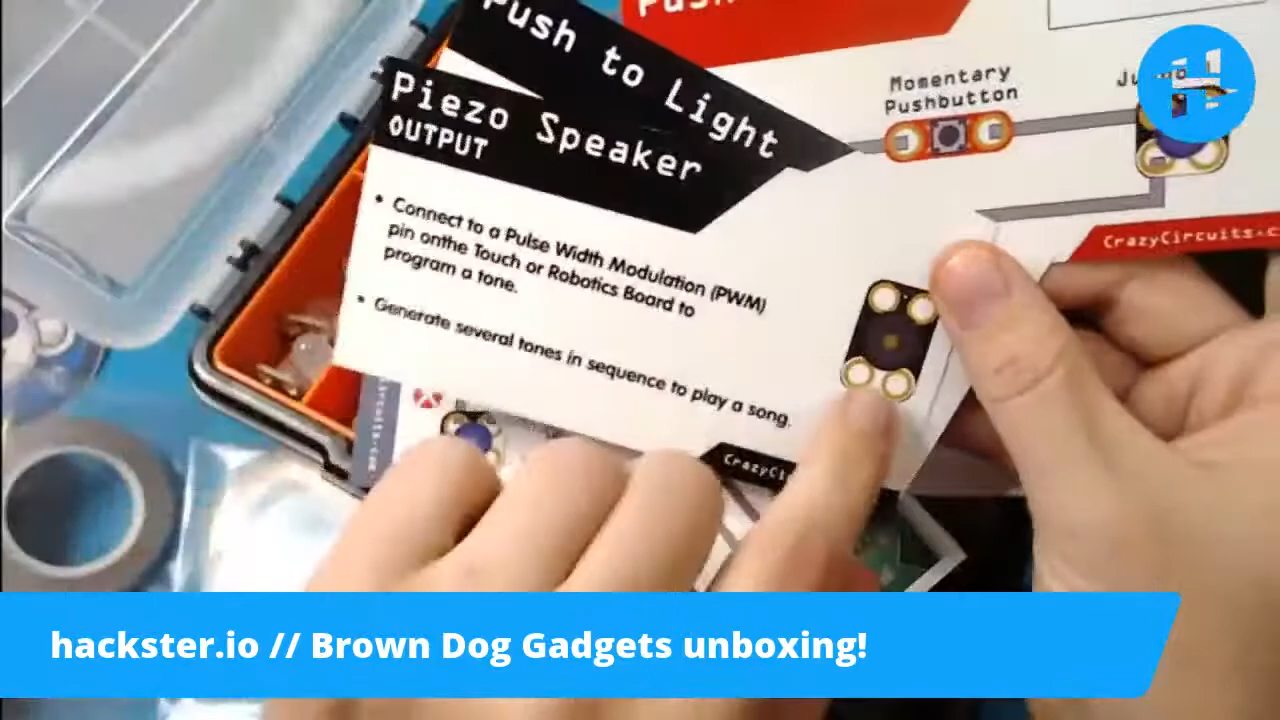 Push to Light
Momentary
Pushbutton
Piezo Speaker
OUTPUT
• Connect to a Pulse Width Modulation (PWM)
pin onthe Touch or Robotics Board to
program a tone.
• Generate several tones in sequence to play a song.
CrazyCircuits.c
hackster.io // Brown Dog Gadgets unboxing!